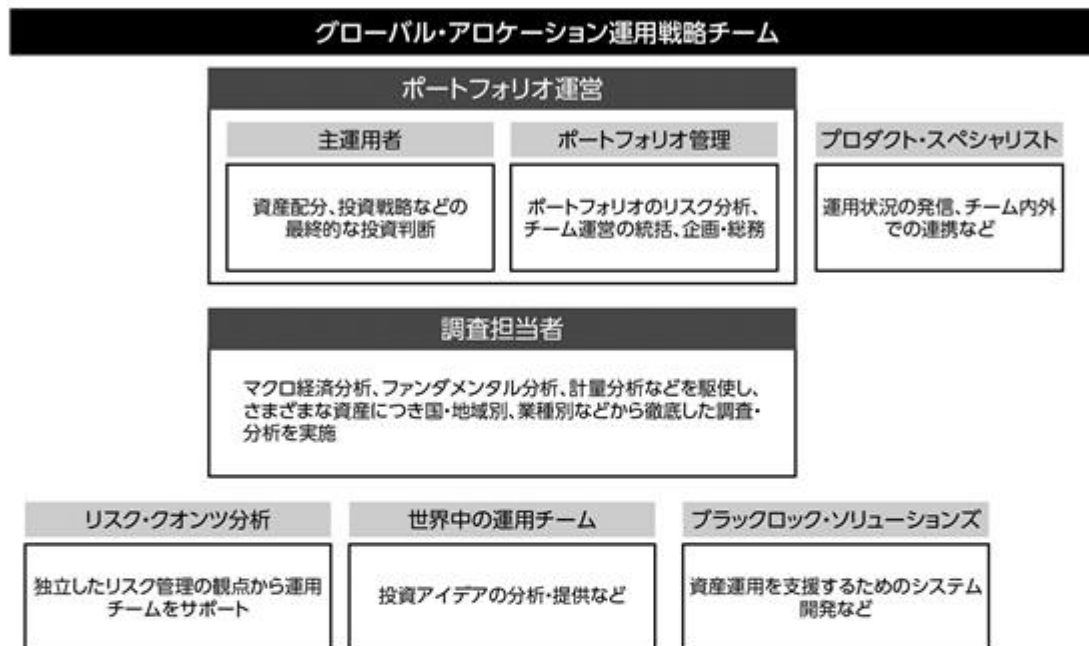 グローバル・アロケーション運用戦略チーム
ポートフォリオ運営
主運用者
資産配分、投資戦略などの
最終的な投資判断
ポートフォリオ管理
ポートフォリオのリスク分析、
チーム運営の統括、企画・総務
プロダクト・スペシャリスト
運用状況の発信、チーム内外
での連携など
調査担当者
マクロ経済分析、ファンダメンタル分析、計量分析などを駆使し、
さまざまな資産につき国・地域別、業種別などから徹底した調査・
分析を実施
リスク・クオンツ分析
独立したリスク管理の観点から運用
チームをサポート
世界中の運用チーム
投資アイデアの分析・提供など
ブラックロック・ソリューションズ
資産運用を支援するためのシステム
開発など